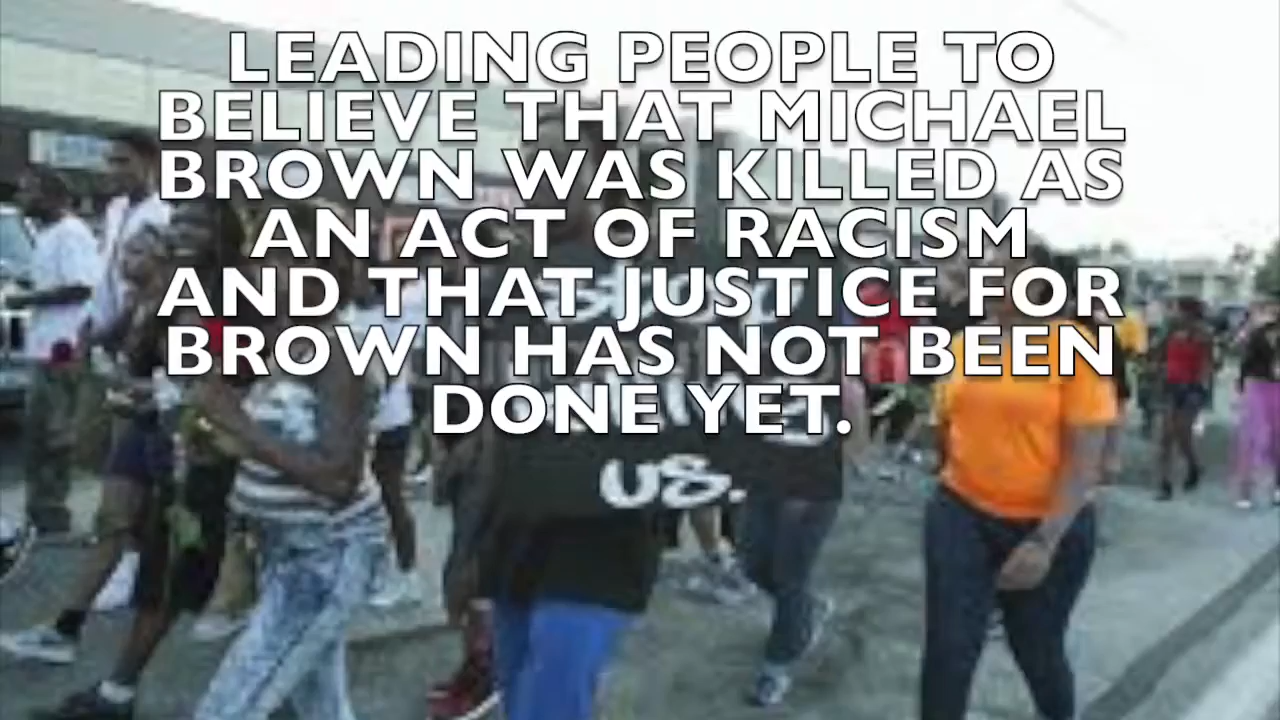 LEADING PEOPLE TO
BELIEVE THAT MICHAEL
BROWN WAS KILLED AS
AN ACT OF RACISM
AND THAT JUSTICE FOR
BROWN HAS NOT BEEN
DONE YET.
us.